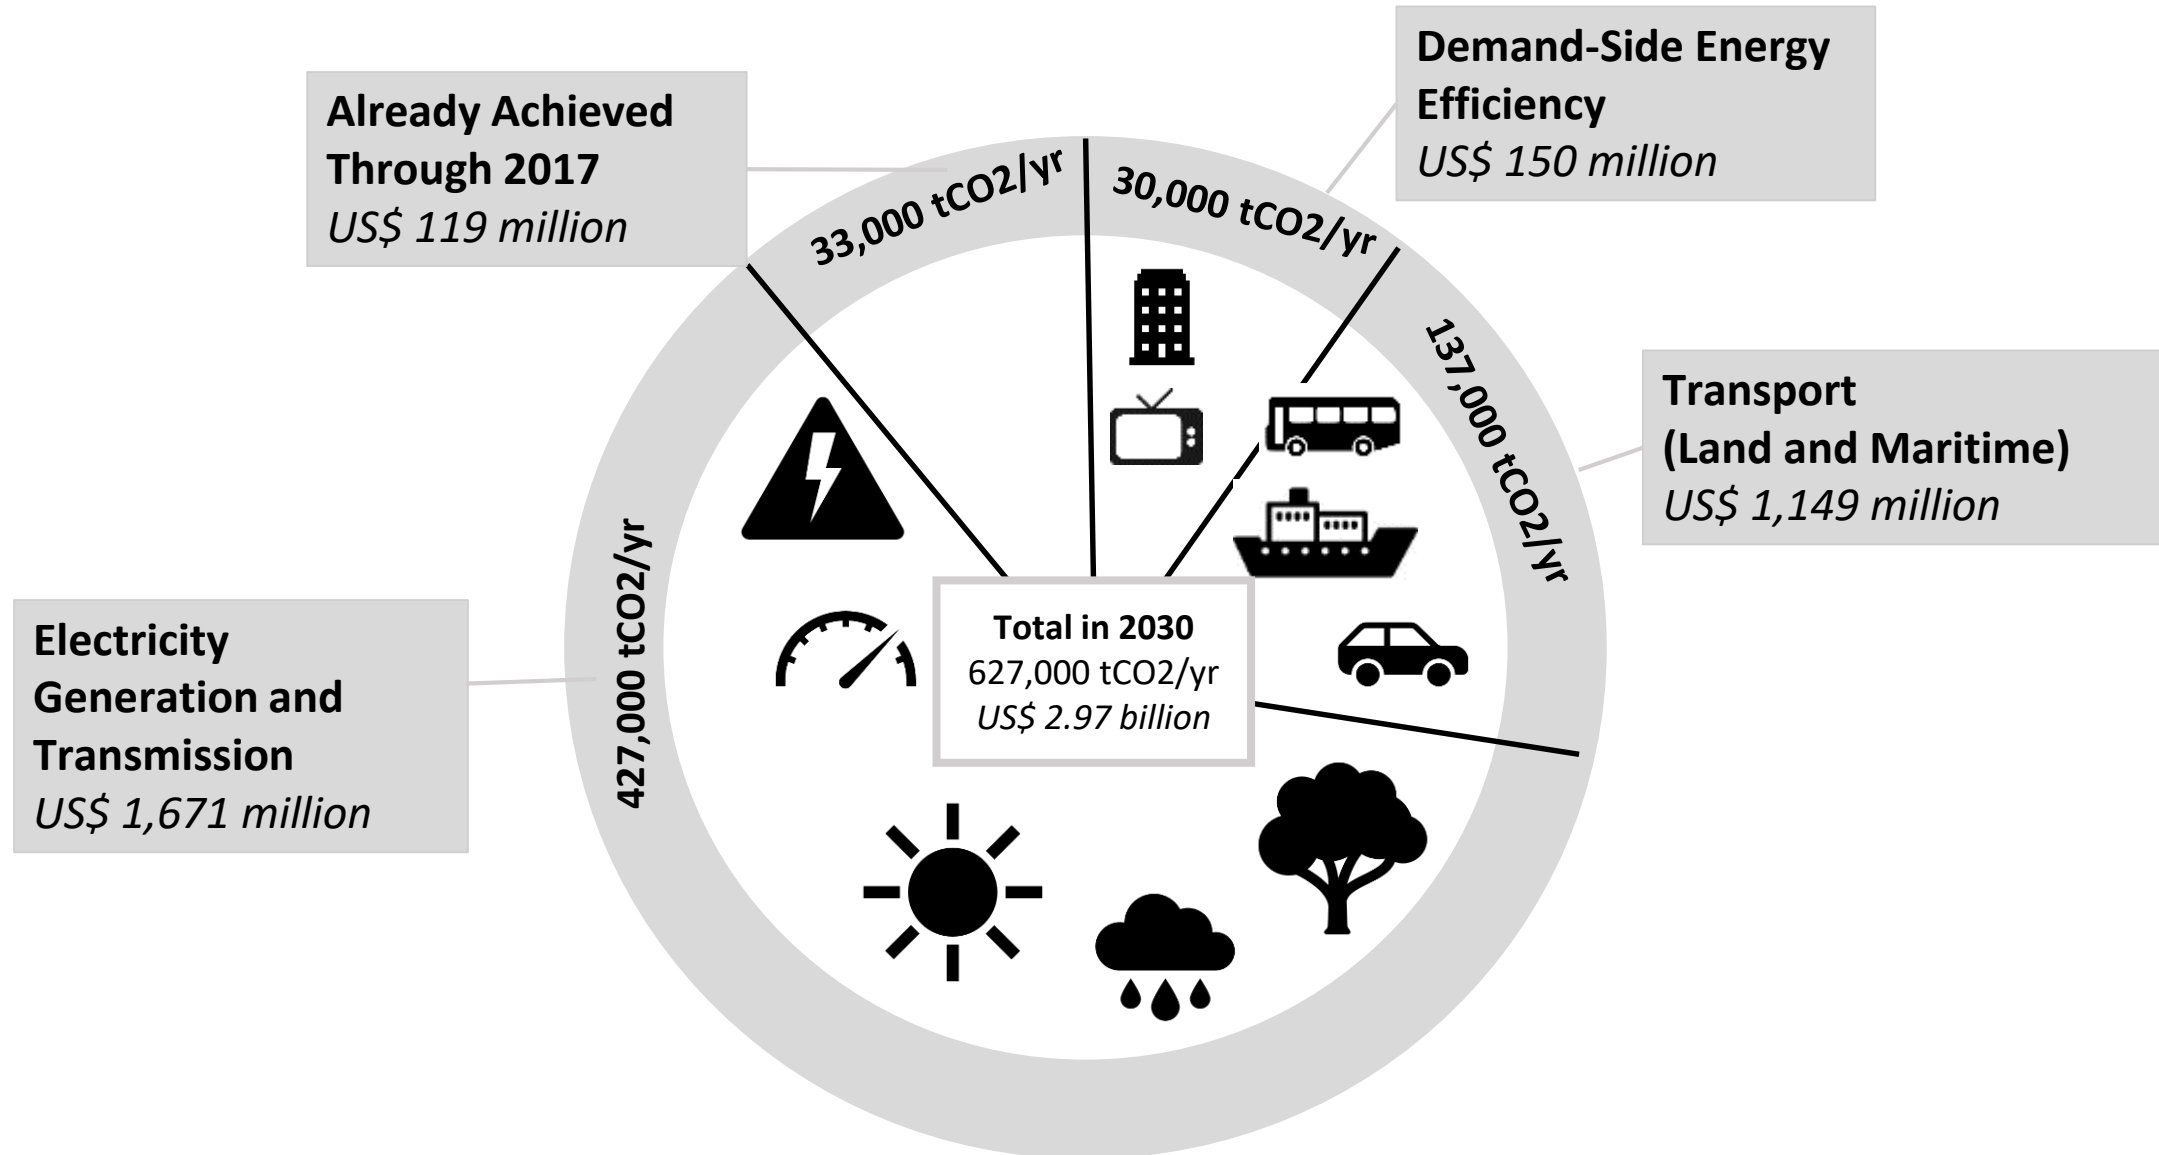 Already Achieved
Through 2017
US$ 119 million
33,000 tCO2/yr
Demand-Side Energy
Efficiency
US$ 150 million
30,000 tCO2/yr
Transport
(Land and Maritime)
US$ 1,149 million
137,000 tCO2/yr
Electricity
Generation and
Transmission
US$ 1,671 million
427,000 tCO2/yr
Total in 2030
627,000 tCO2/yr
US$ 2.97 billion